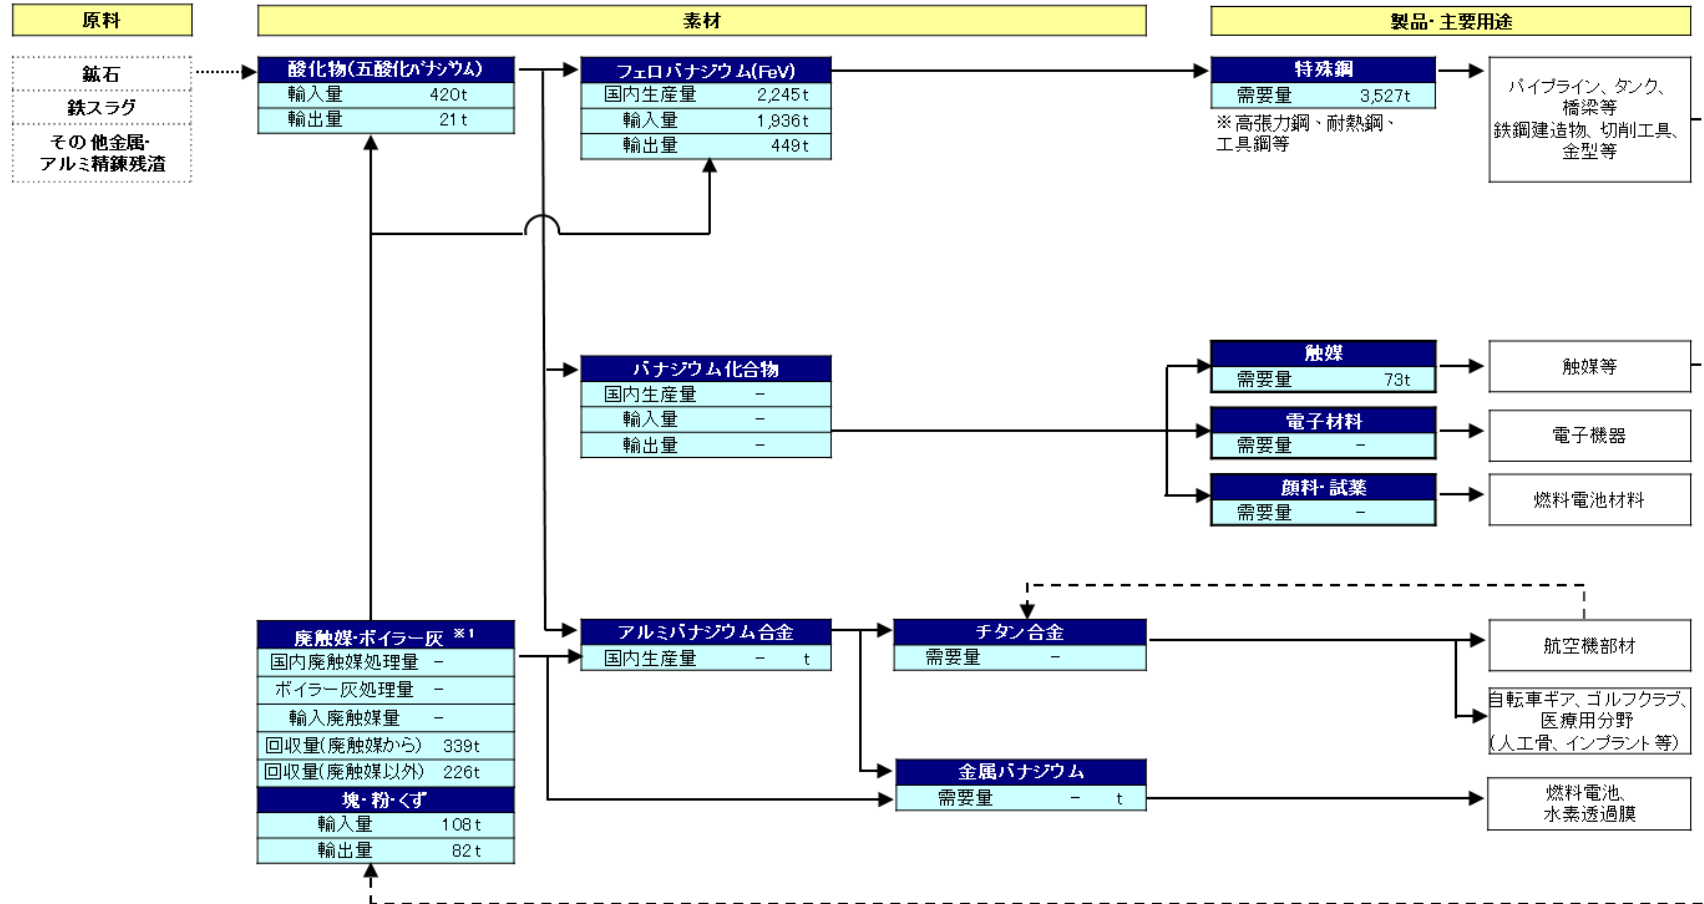 原料
素材
製品・主要用途
鉱石
鉄スラグ
その他金属・
アルミ精錬残渣
酸化物(五酸化バナジウム)
輸入量 420t
輸出量 21t
フェロバナジウム(FeV)
国内生産量 2,245t
輸入量 1,936t
輸出量 449t
特殊鋼
需要量 3,527t
※高張力鋼、耐熱鋼、
工具鋼等
パイプライン、タンク、
橋梁等
鉄鋼建造物、切削工具、
金型等
バナジウム化合物
国内生産量 －
輸入量 －
輸出量 －
触媒
需要量 73t
触媒等
電子材料
需要量 －
電子機器
顔料・試薬
需要量 －
燃料電池材料
廃触媒・ボイラー灰 ※1
国内廃触媒処理量 －
ボイラー灰処理量 －
輸入廃触媒量 －
回収量(廃触媒から) 339t
回収量(廃触媒以外) 226t
塊・粉・くず
輸入量 108t
輸出量 82t
アルミバナジウム合金
国内生産量 － t
チタン合金
需要量 －
航空機部材
自転車ギア、ゴルフクラブ、
医療用分野
(人工骨、インプラント等)
金属バナジウム
需要量 － t
燃料電池、
水素透過膜